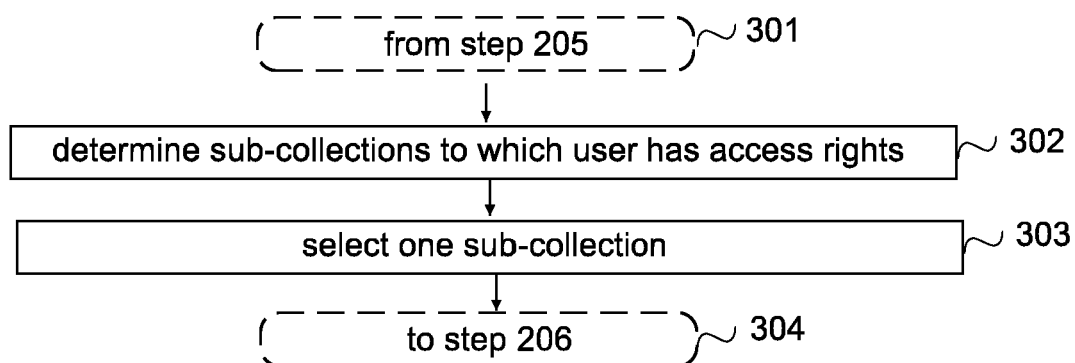 from step 205
301
determine sub-collections to which user has access rights
302
select one sub-collection
303
to step 206
304